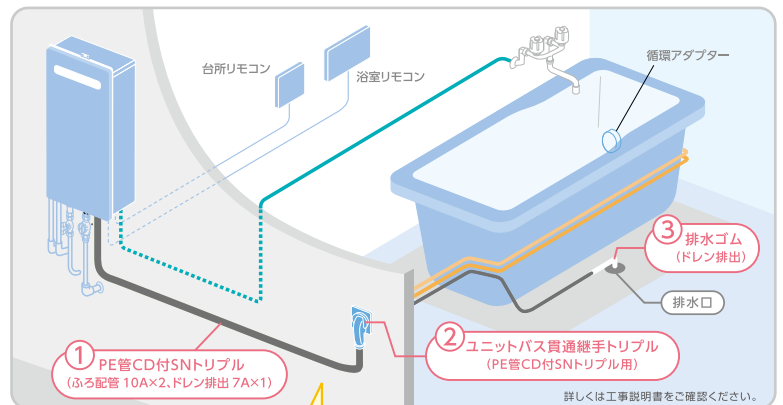 台所リモコン
浴室リモコン
循環アダプター
③ 排水ゴム
(ドレン排出)
排水口
① PE管CD付SNトリプル
(ふろ配管 10A×2、ドレン排出 7A×1)
② ユニットバス貫通継手トリプル
(PE管CD付SNトリプル用)
詳しくは工事説明書をご確認ください。